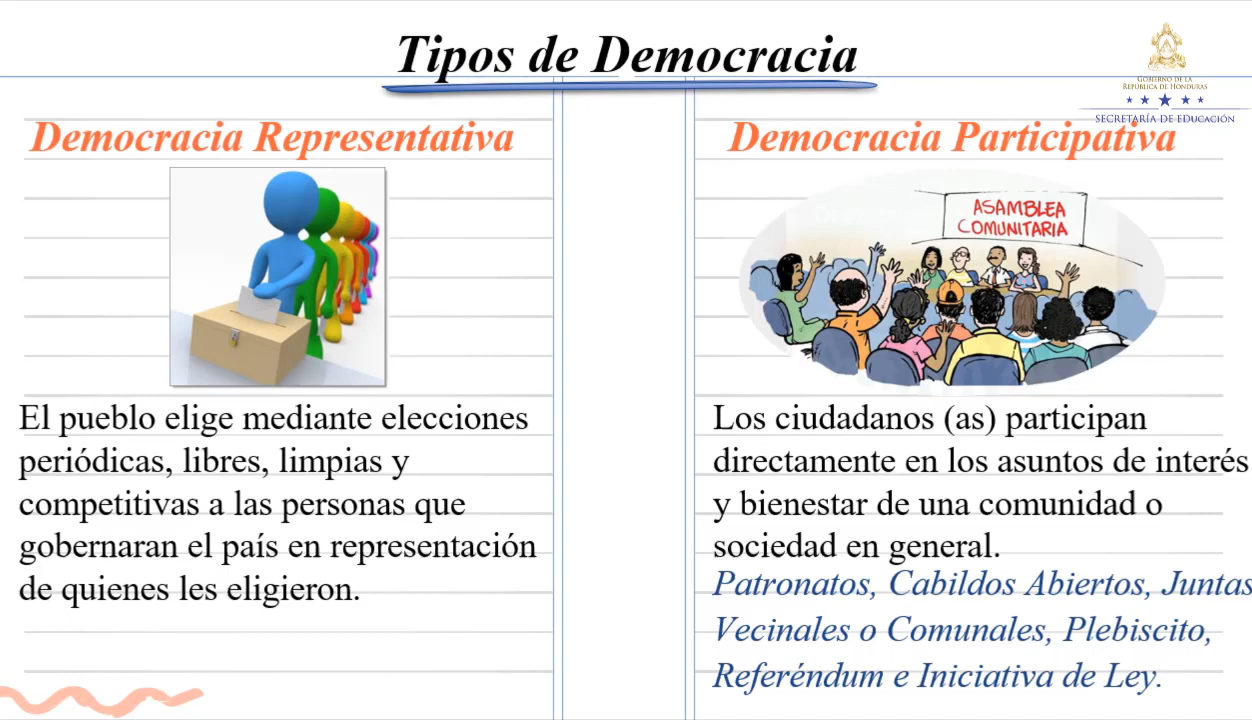 Tipos de Democracia
GOBIERNO DE LA
REPÚBLICA DE HONDURAS
SECRETARÍA DE EDUCACIÓN
Democracia Representativa
El pueblo elige mediante elecciones
periódicas, libres, limpias y
competitivas a las personas que
gobernaran el país en representación
de quienes les eligieron.
Democracia Participativa
ASAMBLEA
COMUNITARIA
Los ciudadanos (as) participan
directamente en los asuntos de interés
y bienestar de una comunidad o
sociedad en general.
Patronatos, Cabildos Abiertos, Juntas
Vecinales o Comunales, Plebiscito,
Referéndum e Iniciativa de Ley.